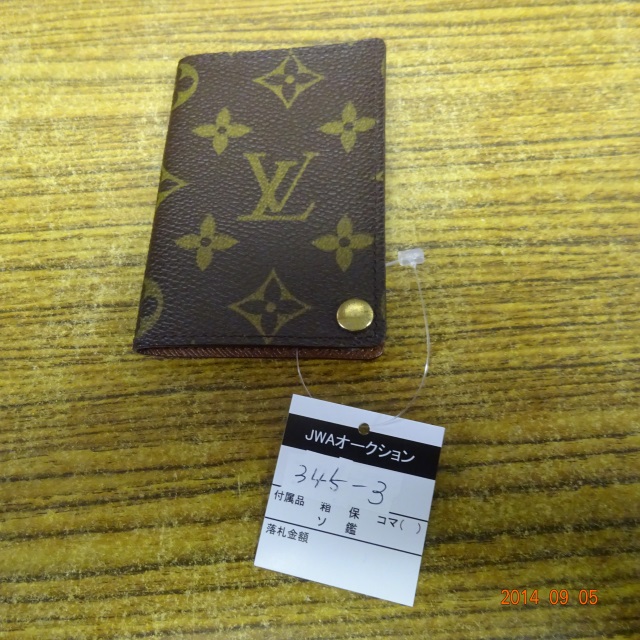 LV
JWAオークション
345-3
付属品 箱 保 コマ( )
ソ 鑑
落札金額
2014 09 05